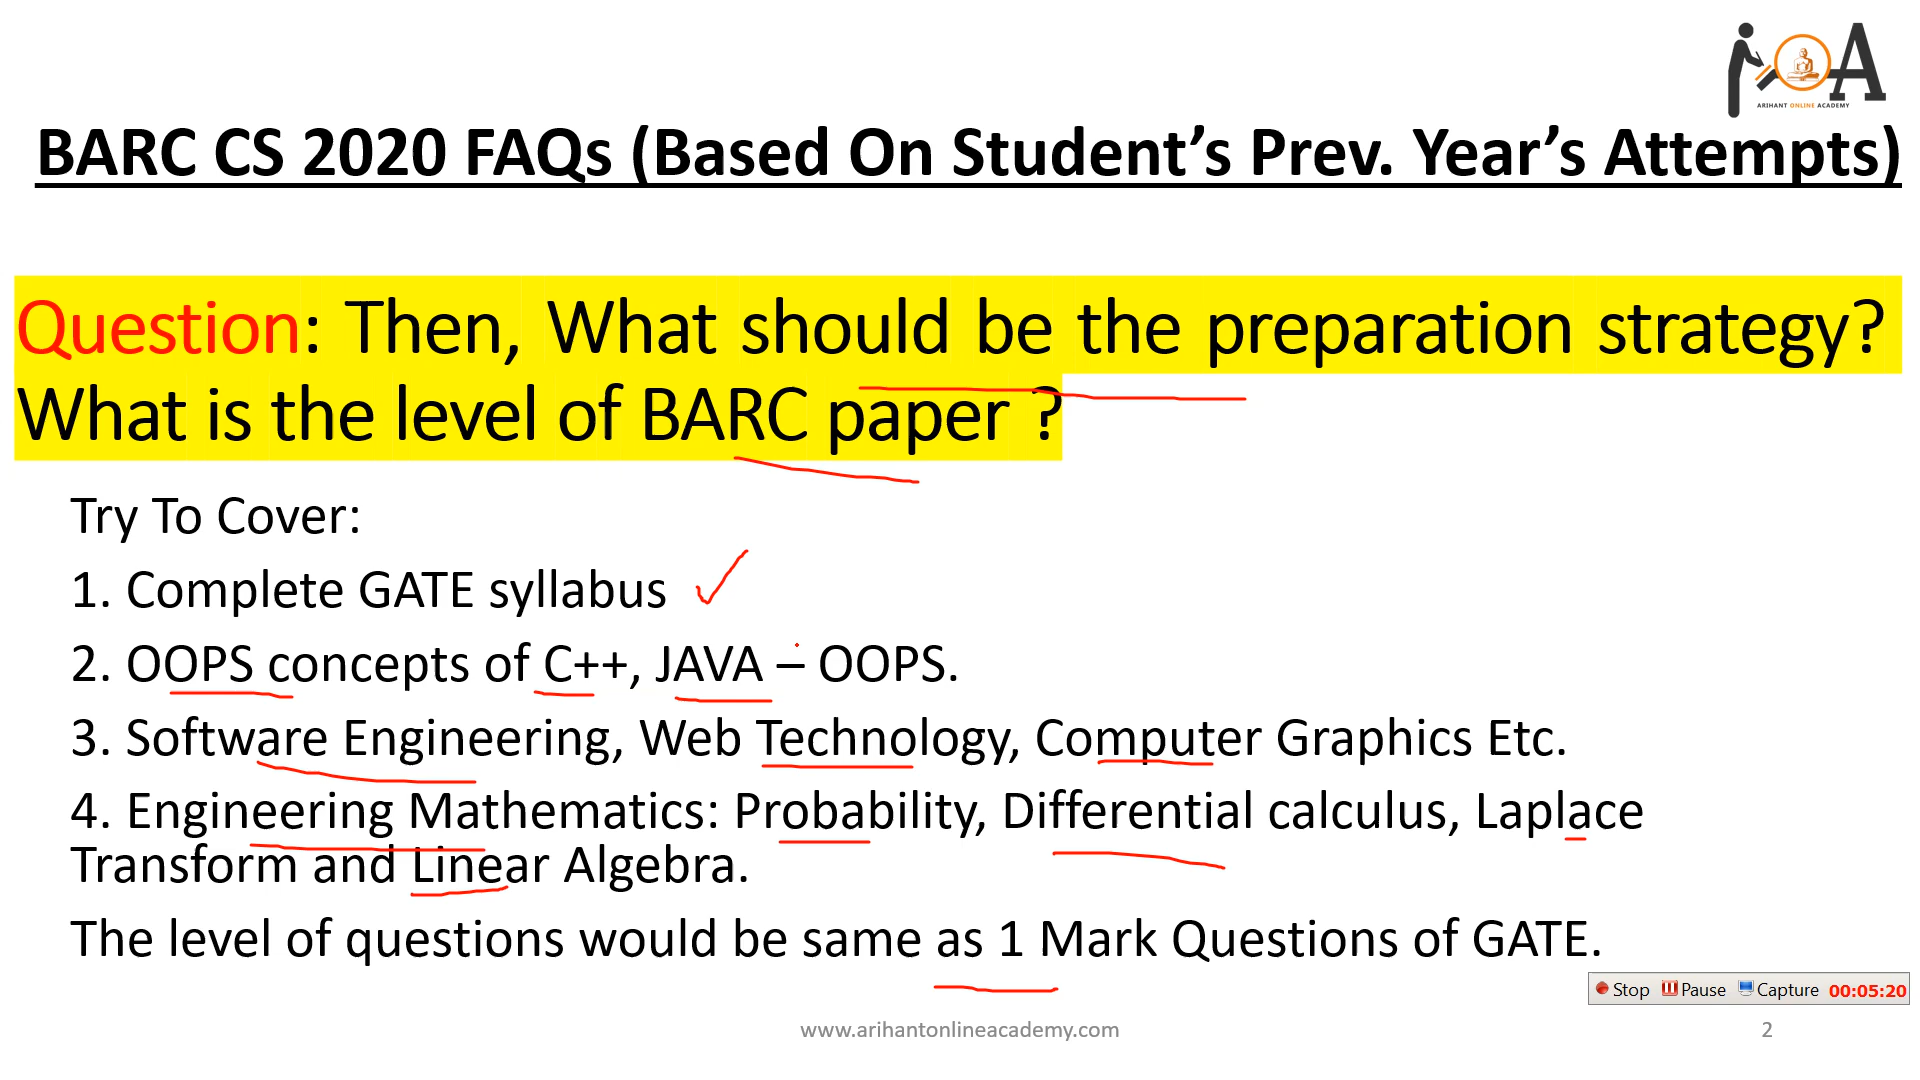 A
ARIHANT ONLINE ACADEMY
BARC CS 2020 FAQs (Based On Student’s Prev. Year’s Attempts)
Question: Then, What should be the preparation strategy?
What is the level of BARC paper ?
Try To Cover:
1. Complete GATE syllabus
2. OOPS concepts of C++, JAVA – OOPS.
3. Software Engineering, Web Technology, Computer Graphics Etc.
4. Engineering Mathematics: Probability, Differential calculus, Laplace
Transform and Linear Algebra.
The level of questions would be same as 1 Mark Questions of GATE.
Stop Pause Capture 00:05:20
www.arihantonlineacademy.com 2